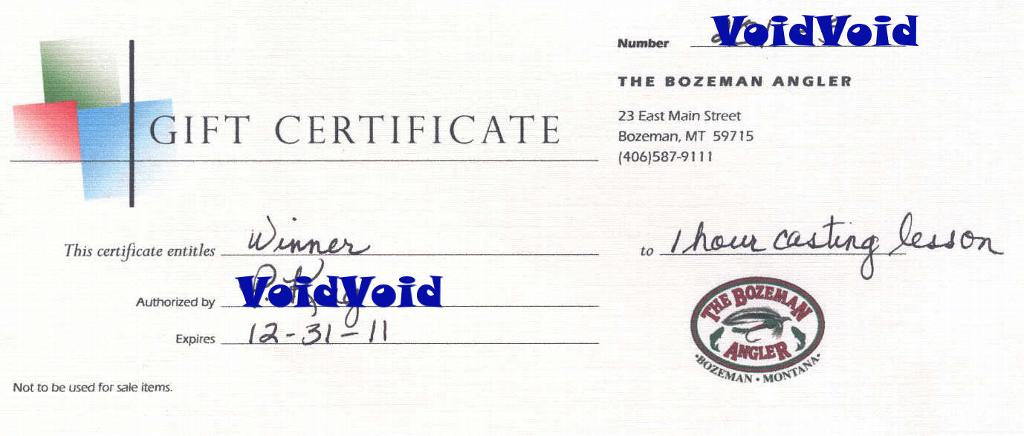 Number VoidVoid
THE BOZEMAN ANGLER
23 East Main Street
Bozeman, MT 59715
(406)587-9111
GIFT CERTIFICATE
This certificate entitles Winner to 1 hour casting lesson
Authorized by VoidVoid
Expires 12-31-11
THE BOZEMAN
ANGLER
•BOZEMAN • MONTANA•
Not to be used for sale items.